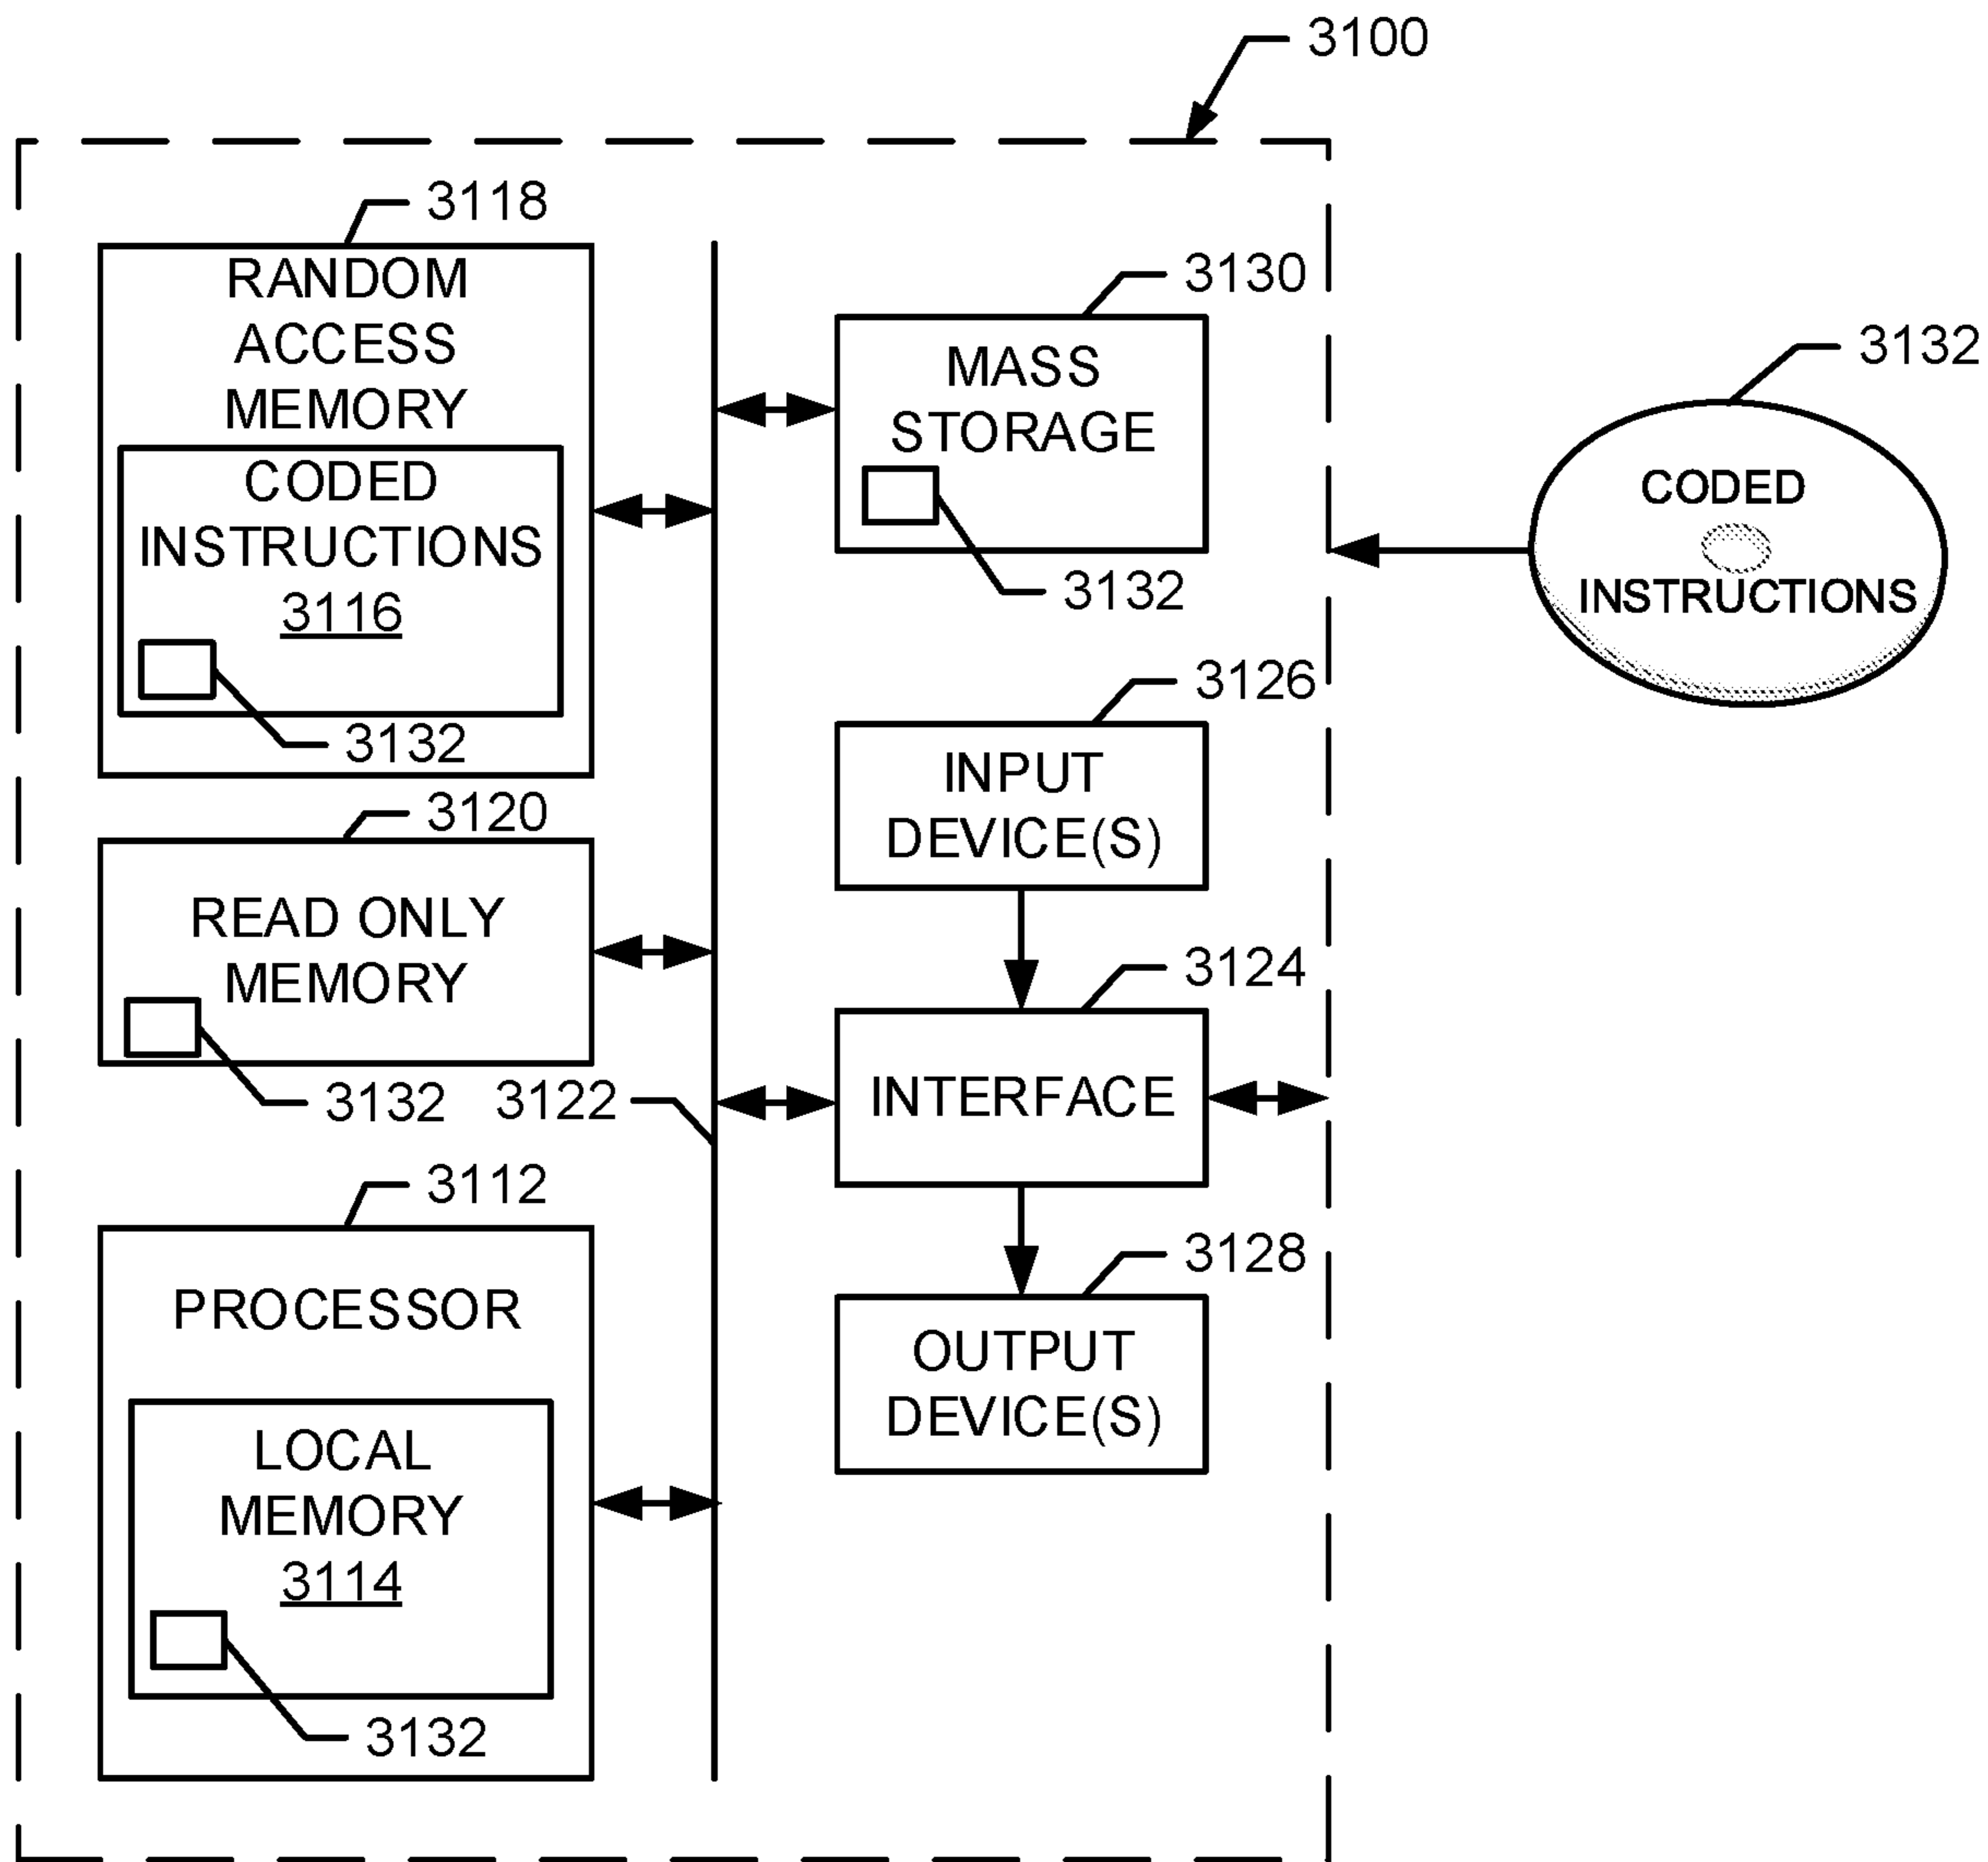 3100
3118
RANDOM
ACCESS
MEMORY
CODED
INSTRUCTIONS
3116
3132
3130
MASS
STORAGE
3132
3132
CODED
INSTRUCTIONS
3126
INPUT
DEVICE(S)
3120
READ ONLY
MEMORY
3132
3122
3124
INTERFACE
3112
PROCESSOR
LOCAL
MEMORY
3114
3132
3128
OUTPUT
DEVICE(S)